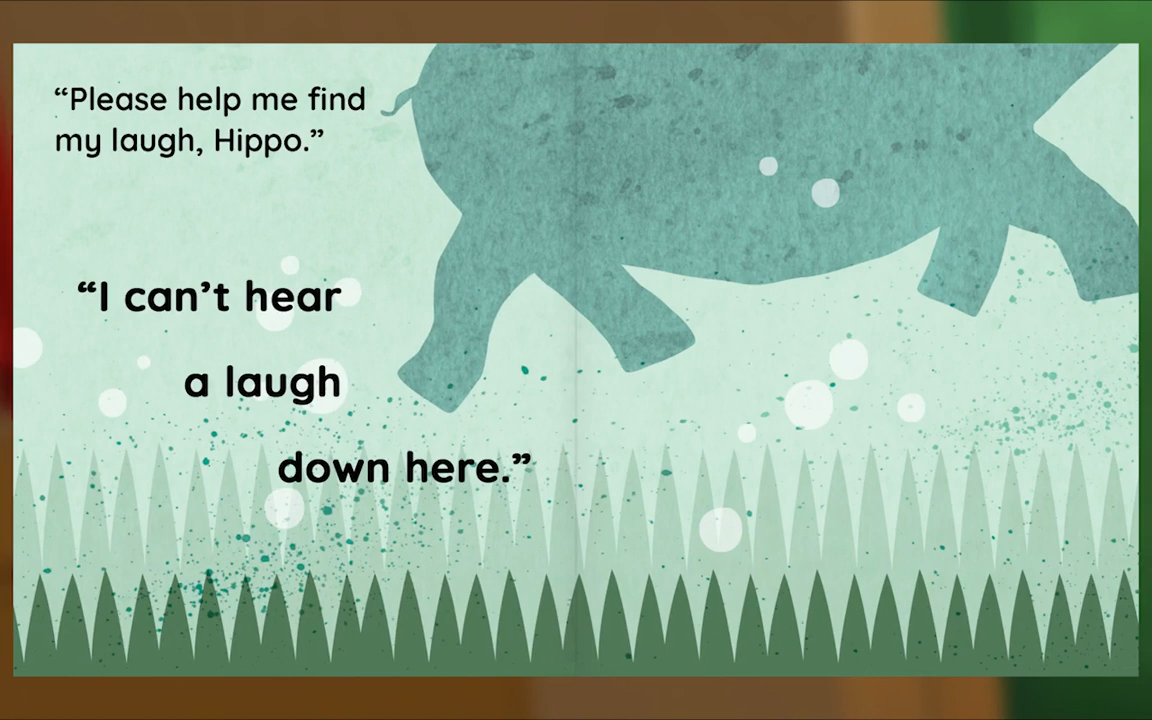 “Please help me find
my laugh, Hippo.”
“I can’t hear
a laugh
down here.”